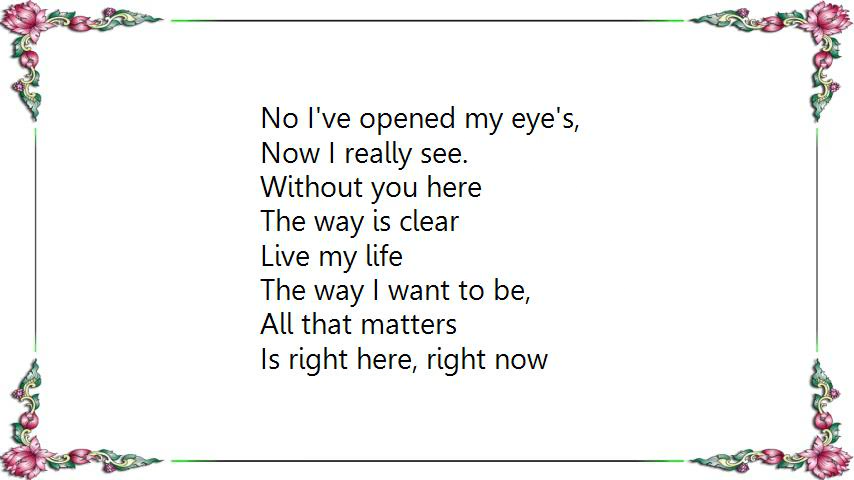 No I've opened my eye's,
Now I really see.
Without you here
The way is clear
Live my life
The way I want to be,
All that matters
Is right here, right now